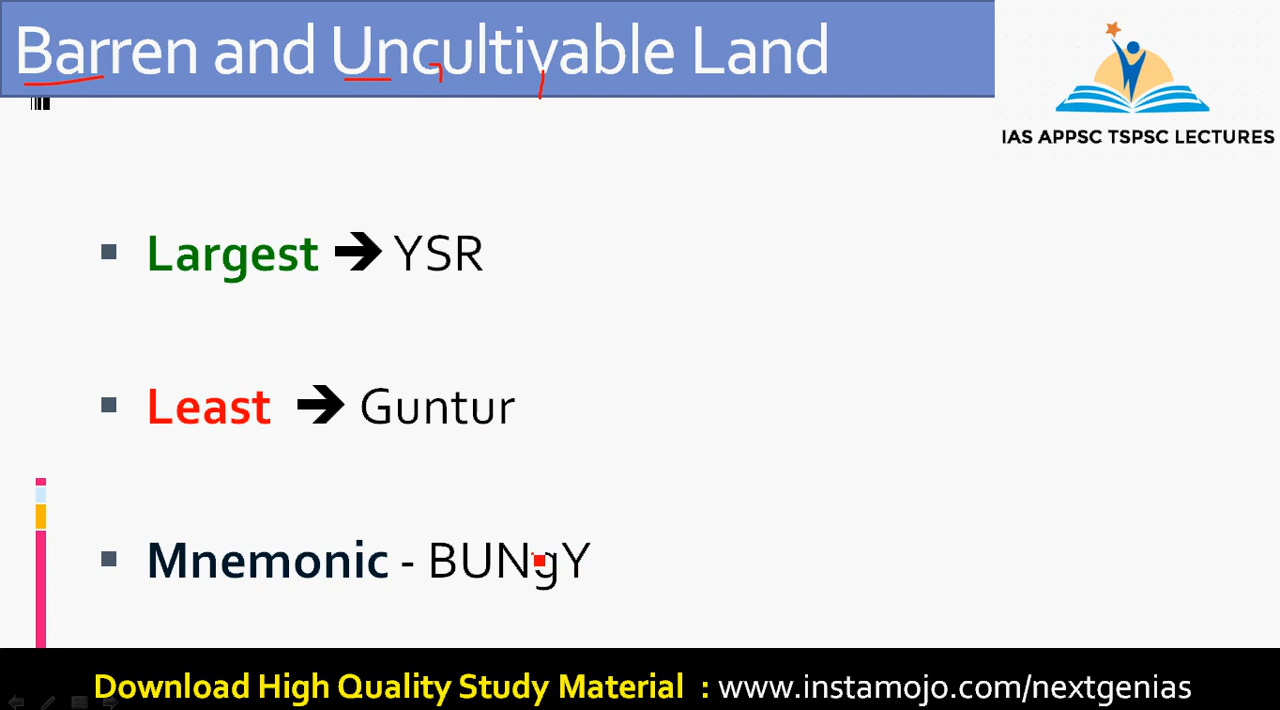 Barren and Uncultivable Land
IAS APPSC TSPSC LECTURES
Largest → YSR
Least → Guntur
Mnemonic - BUNgY
Download High Quality Study Material : www.instamojo.com/nextgenias